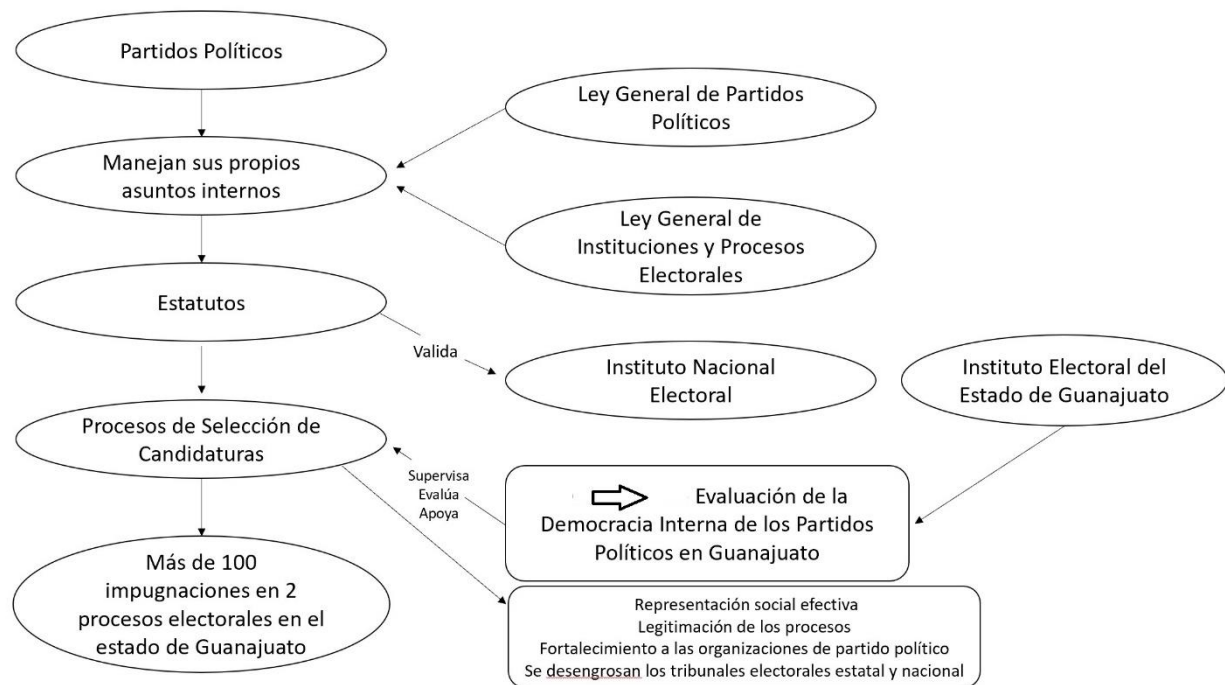 Partidos Políticos
Manejan sus propios
asuntos internos
Ley General de Partidos
Políticos
Ley General de
Instituciones y Procesos
Electorales
Estatutos
Valida
Instituto Nacional
Electoral
Instituto Electoral del
Estado de Guanajuato
Procesos de Selección de
Candidaturas
Supervisa
Evalúa
Apoya
Evaluación de la
Democracia Interna de los Partidos
Políticos en Guanajuato
Más de 100
impugnaciones en 2
procesos electorales en el
estado de Guanajuato
Representación social efectiva
Legitimación de los procesos
Fortalecimiento a las organizaciones de partido político
Se desengrosan los tribunales electorales estatal y nacional